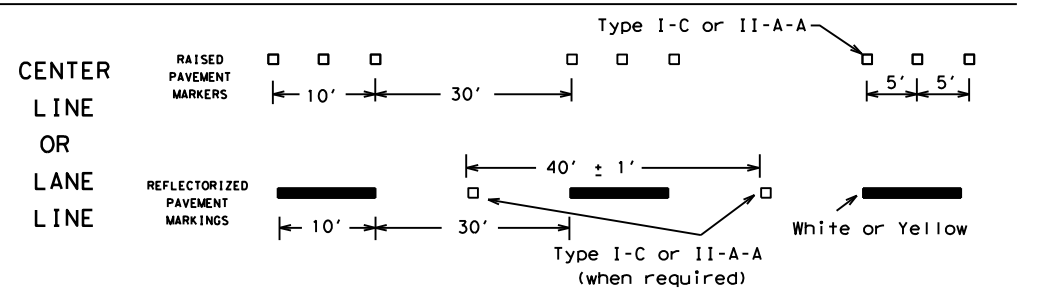 CENTER
LINE
OR
LANE
LINE
RAISED
PAVEMENT
MARKERS
Type I-C or II-A-A
10'
30'
5'
5'
REFLECTORIZED
PAVEMENT
MARKINGS
40' ± 1'
10'
30'
Type I-C or II-A-A
(when required)
White or Yellow